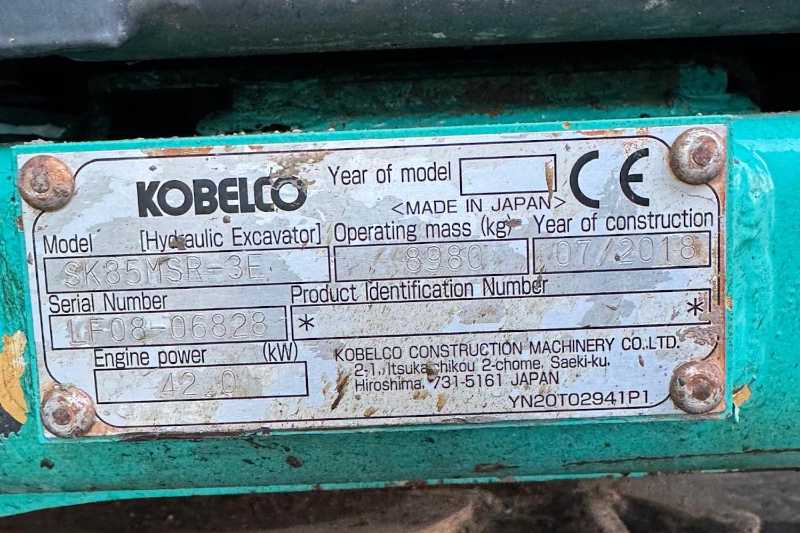 KOBELCO
Year of model
CE
<MADE IN JAPAN>
Model [Hydraulic Excavator] Operating mass (kg) Year of construction
SK85MSR-3E 8980 07/2018
Serial Number Product Identification Number
LF08-06828 * *
Engine power (kW)
42.0
KOBELCO CONSTRUCTION MACHINERY CO.,LTD.
2-1, Itsukaichikou 2-chome, Saeki-ku,
Hiroshima, 731-5161 JAPAN
YN20T02941P1